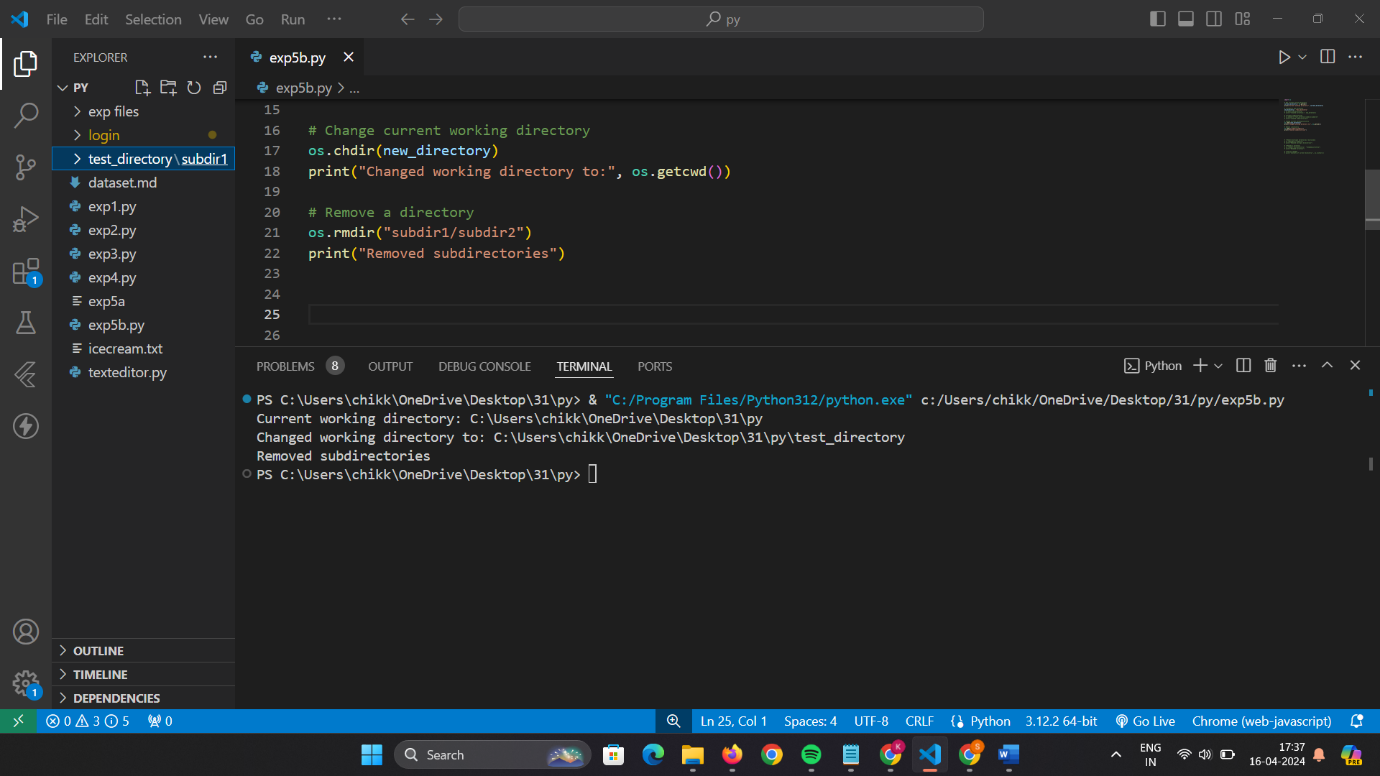 File Edit Selection View Go Run ··· py
EXPLORER ···
exp5b.py
PY
exp5b.py > ...
exp files
login
test_directory\subdir1
dataset.md
exp1.py
exp2.py
exp3.py
exp4.py
exp5a
exp5b.py
icecream.txt
texteditor.py
15
16 # Change current working directory
17 os.chdir(new_directory)
18 print("Changed working directory to:", os.getcwd())
19
20 # Remove a directory
21 os.rmdir("subdir1/subdir2")
22 print("Removed subdirectories")
23
24
25
26
PROBLEMS 8 OUTPUT DEBUG CONSOLE TERMINAL PORTS Python
PS C:\Users\chikk\OneDrive\Desktop\31\py> & "C:/Program Files/Python312/python.exe" c:/Users/chikk/OneDrive/Desktop/31/py/exp5b.py
Current working directory: C:\Users\chikk\OneDrive\Desktop\31\py
Changed working directory to: C:\Users\chikk\OneDrive\Desktop\31\py\test_directory
Removed subdirectories
PS C:\Users\chikk\OneDrive\Desktop\31\py>
1
OUTLINE
TIMELINE
DEPENDENCIES
1
0 3 5 0 Ln 25, Col 1 Spaces: 4 UTF-8 CRLF Python 3.12.2 64-bit Go Live Chrome (web-javascript)
Search K S W PRE
ENG
IN
17:37
16-04-2024